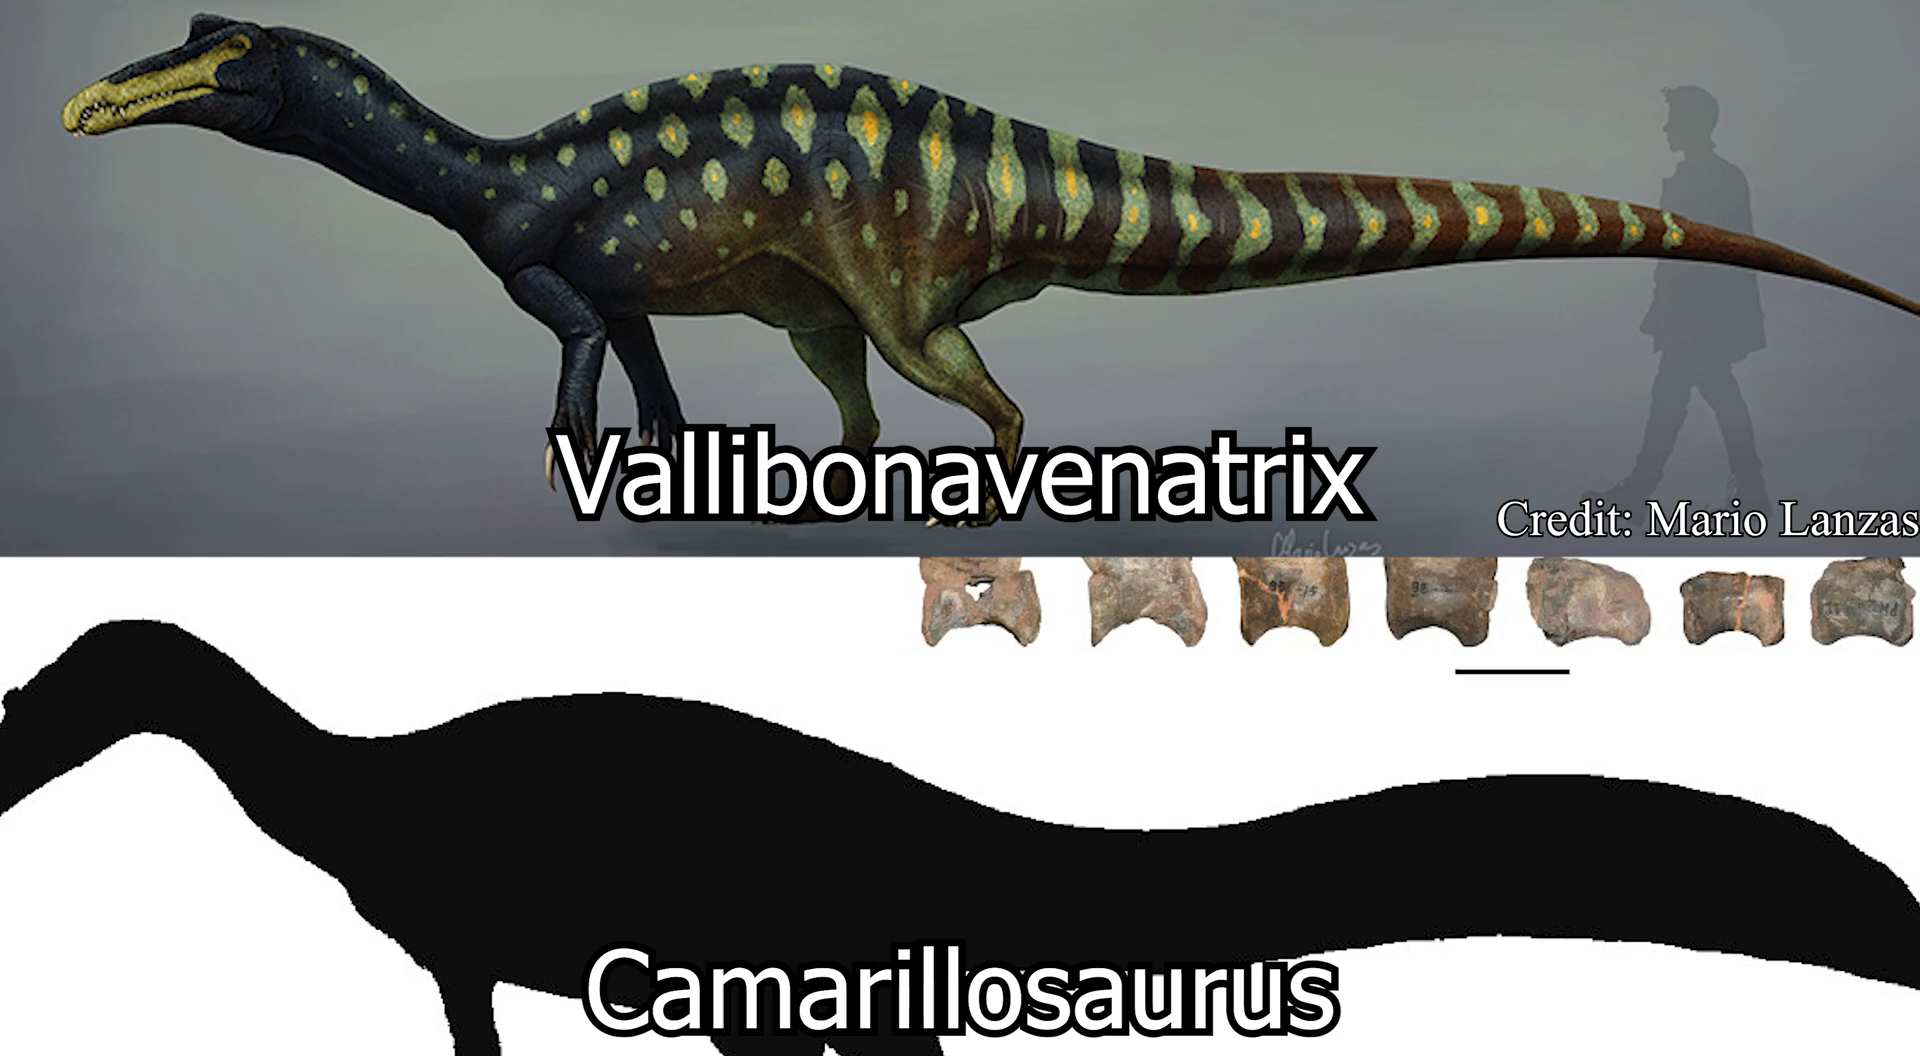 Vallibonavenatrix
Credit: Mario Lanzas
Camarillosaurus